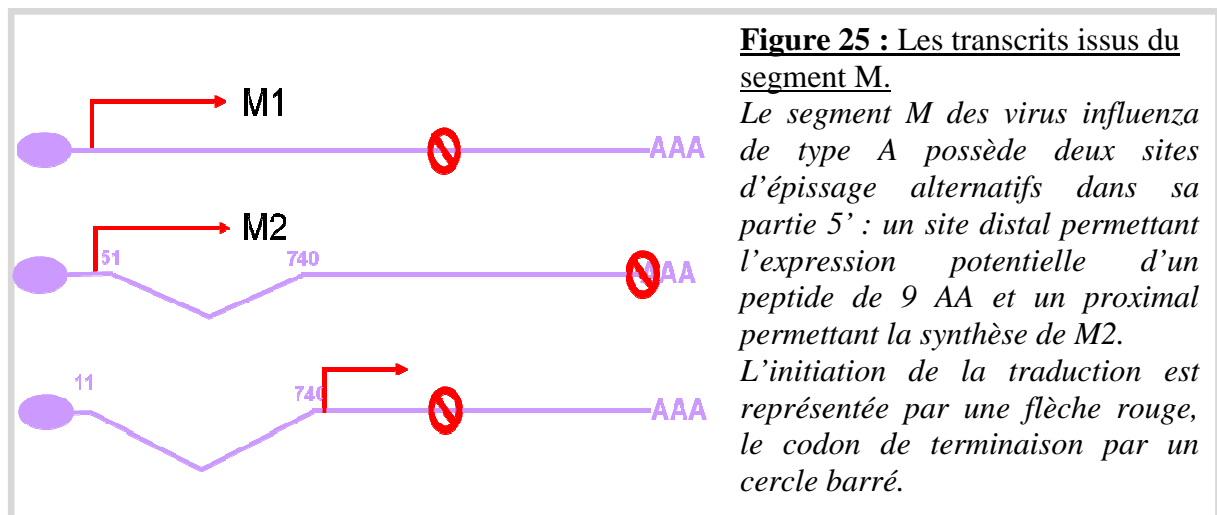 M1
AAA
M2
51
740
AAA
11
740
AAA
Figure 25 : Les transcrits issus du
segment M.
Le segment M des virus influenza
de type A possède deux sites
d’épissage alternatifs dans sa
partie 5’ : un site distal permettant
l’expression potentielle d’un
peptide de 9 AA et un proximal
permettant la synthèse de M2.
L’initiation de la traduction est
représentée par une flèche rouge,
le codon de terminaison par un
cercle barré.